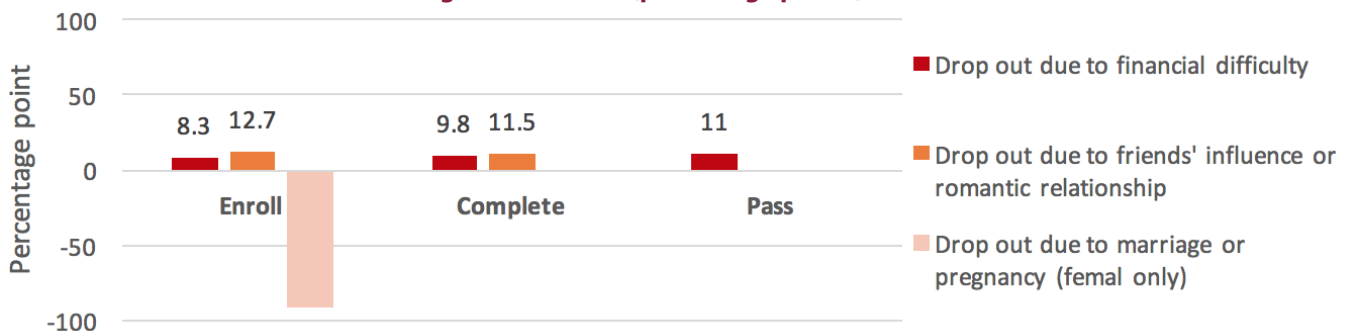 100
50
0
-50
-100
Percentage point
8.3
12.7
9.8
11.5
11
Enroll
Complete
Pass
Drop out due to financial difficulty
Drop out due to friends' influence or
romantic relationship
Drop out due to marriage or
pregnancy (femal only)